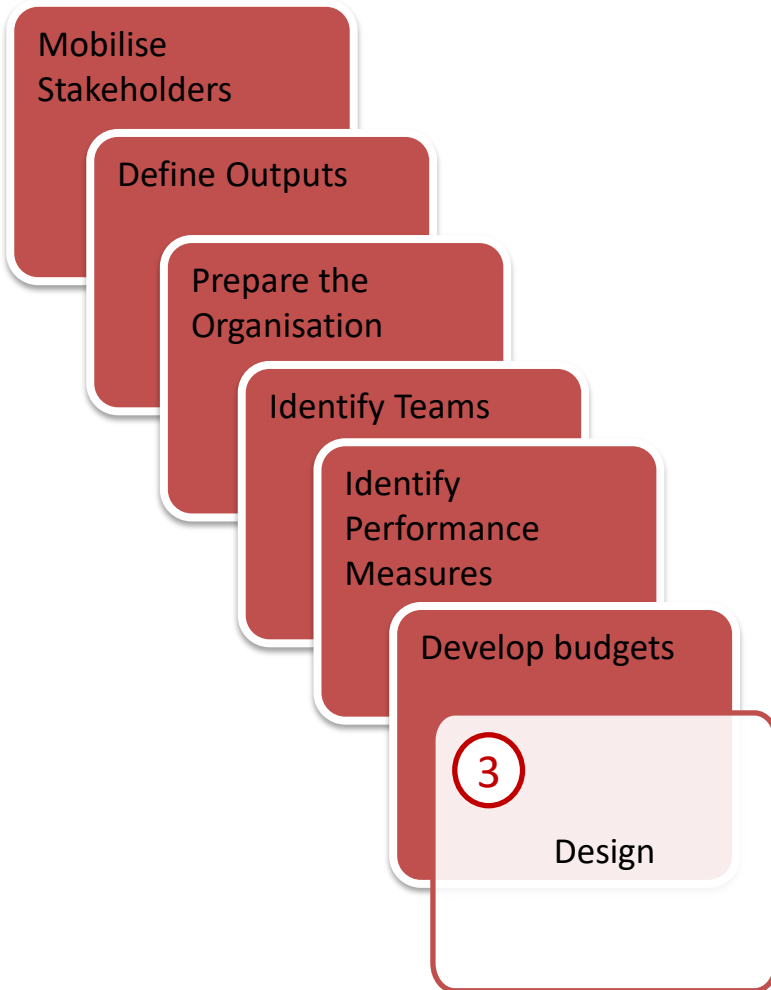 Mobilise
Stakeholders
Define Outputs
Prepare the
Organisation
Identify Teams
Identify
Performance
Measures
Develop budgets
3
Design